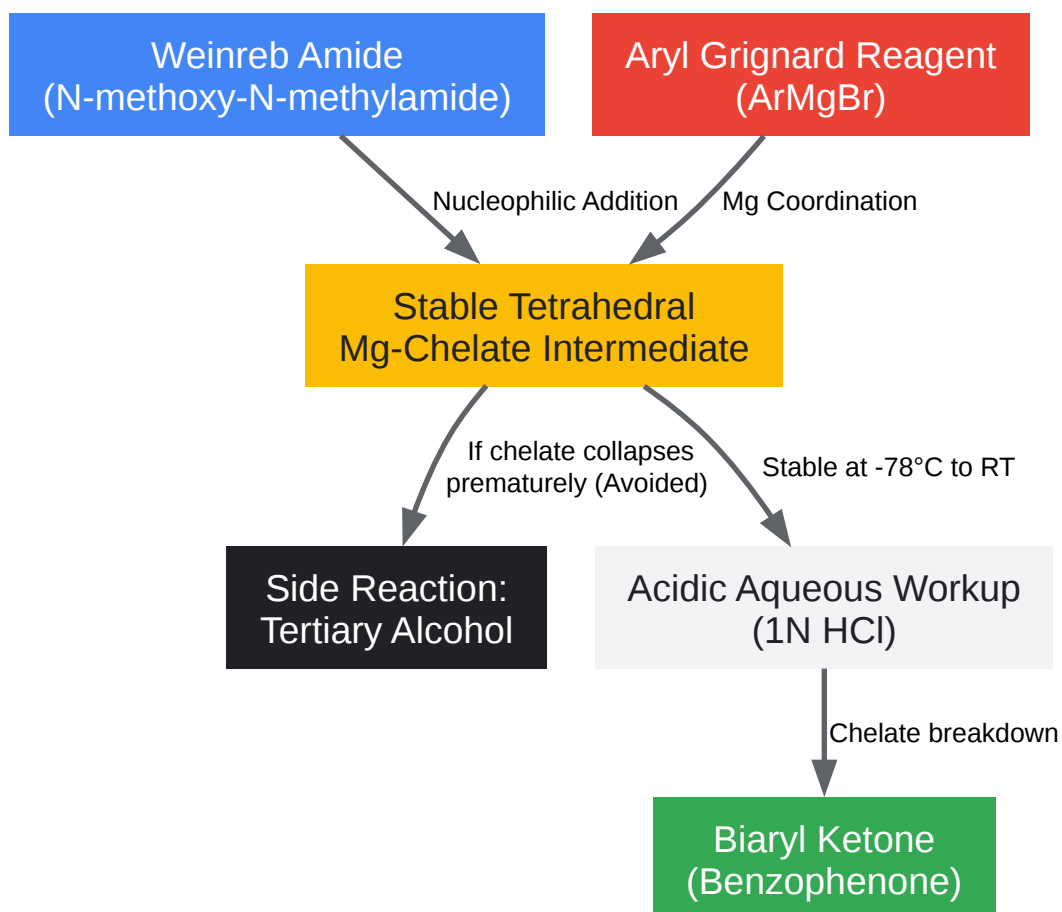 Weinreb Amide
(N-methoxy-N-methylamide)
Aryl Grignard Reagent
(ArMgBr)
Nucleophilic Addition
Mg Coordination
Stable Tetrahedral
Mg-Chelate Intermediate
If chelate collapses
prematurely (Avoided)
Stable at -78°C to RT
Side Reaction:
Tertiary Alcohol
Acidic Aqueous Workup
(1N HCl)
Chelate breakdown
Biaryl Ketone
(Benzophenone)